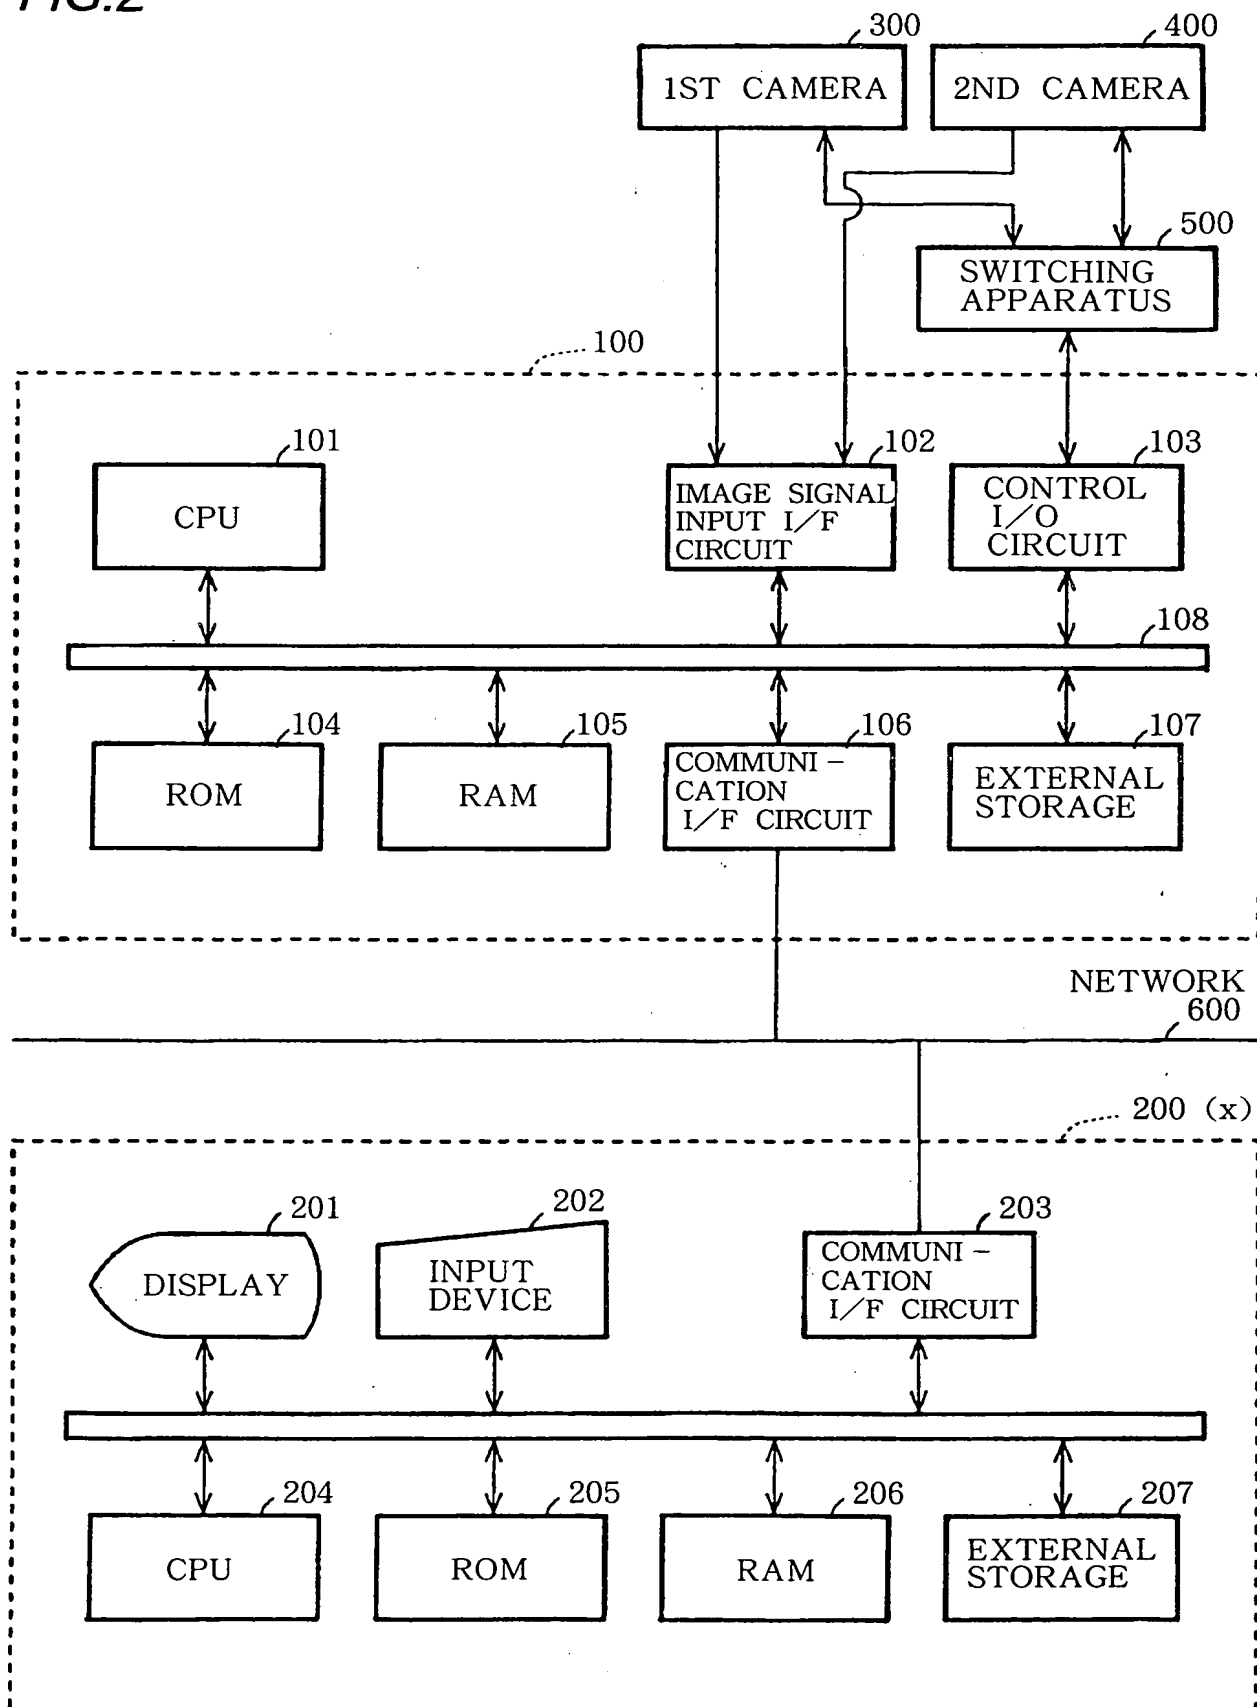 FIG.2
300
400
1ST CAMERA
2ND CAMERA
500
SWITCHING
APPARATUS
100
101
102
103
CPU
IMAGE SIGNAL
INPUT I/F
CIRCUIT
CONTROL
I/O
CIRCUIT
108
104
105
106
107
ROM
RAM
COMMUNI-
CATION
I/F CIRCUIT
EXTERNAL
STORAGE
NETWORK
600
200 (x)
201
202
203
DISPLAY
INPUT
DEVICE
COMMUNI-
CATION
I/F CIRCUIT
204
205
206
207
CPU
ROM
RAM
EXTERNAL
STORAGE